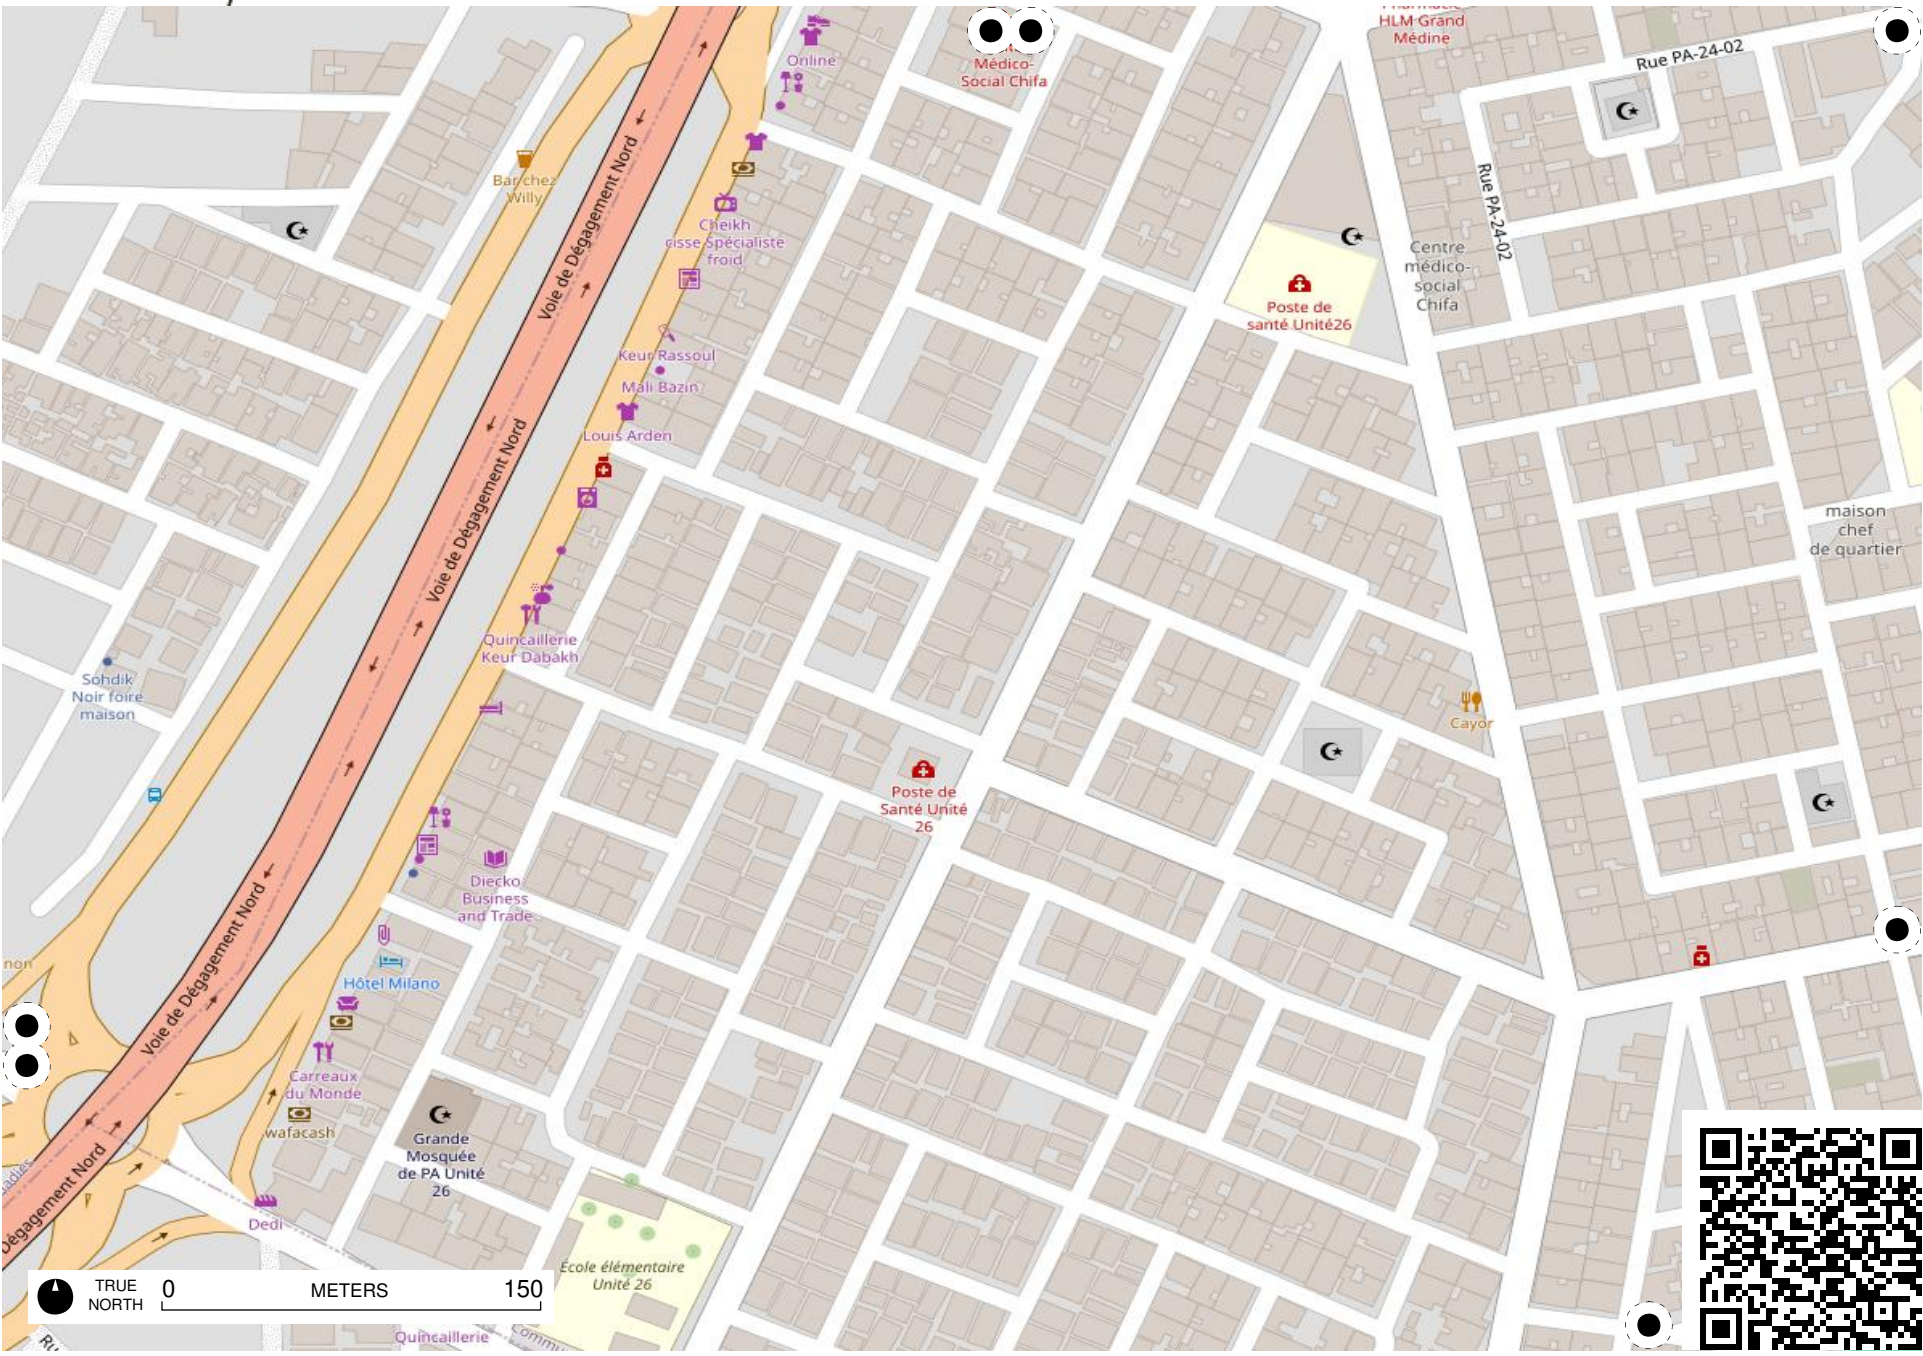 HLM Grand
Médine
Rue PA-24-02
Online
Médico-
Social Chifa
Bar chez
Willy
Voie de Dégagement Nord
Rue PA-24-02
Cheikh
cisse Spécialiste
froid
Centre
médico-
social
Chifa
Poste de
santé Unité26
Keur Rassoul
Mali Bazin
Louis Arden
Voie de Dégagement Nord
maison
chef
de quartier
Quincaillerie
Keur Dabakh
Sohdik
Noir foire
maison
Cayor
Poste de
Santé Unité
26
Diecko
Business
and Trade
Voie de Dégagement Nord
non
Hôtel Milano
Carreaux
du Monde
wafacash
Grande
Mosquée
de PA Unité
26
Dégagement Nord
Dedi
École élémentaire
Unité 26
TRUE
NORTH
0 METERS 150
Quincaillerie